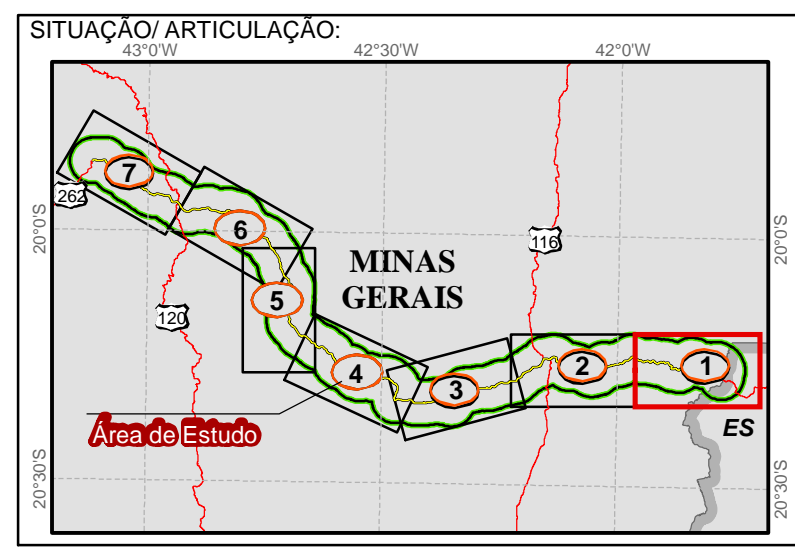 SITUAÇÃO/ ARTICULAÇÃO:
43°0'W 42°30'W 42°0'W
7
262
6
20°0'S
20°0'S
116
MINAS
GERAIS
5
120
4
3
2
1
Área de Estudo
ES
20°30'S
20°30'S